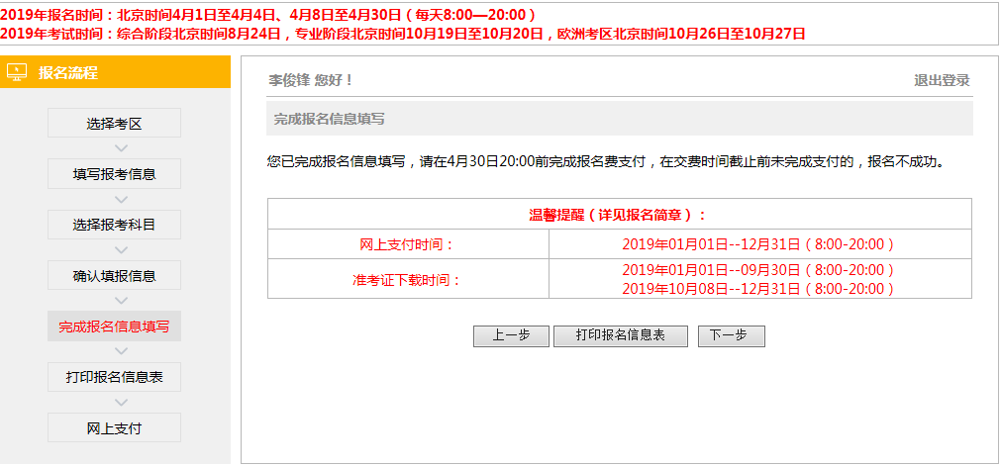 2019年报名时间：北京时间4月1日至4月4日、4月8日至4月30日（每天8:00—20:00）
2019年考试时间：综合阶段北京时间8月24日，专业阶段北京时间10月19日至10月20日，欧洲考区北京时间10月26日至10月27日
报名流程
选择考区
填写报考信息
选择报考科目
确认填报信息
完成报名信息填写
打印报名信息表
网上支付
李俊锋 您好！
退出登录
完成报名信息填写
您已完成报名信息填写，请在4月30日20:00前完成报名费支付，在交费时间截止前未完成支付的，报名不成功。
温馨提醒（详见报名简章）：
网上支付时间：
2019年01月01日--12月31日（8:00-20:00）
准考证下载时间：
2019年01月01日--09月30日（8:00-20:00）
2019年10月08日--12月31日（8:00-20:00）
上一步
打印报名信息表
下一步